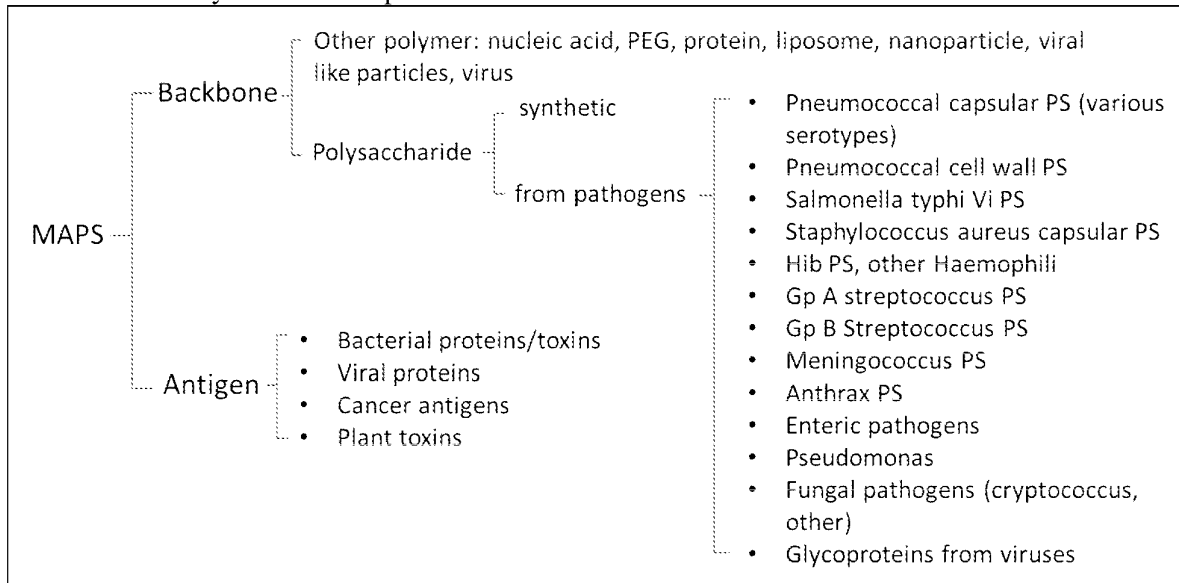 Other polymer: nucleic acid, PEG, protein, liposome, nanoparticle, viral
like particles, virus
Backbone
synthetic
Polysaccharide
from pathogens
• Pneumococcal capsular PS (various
serotypes)
• Pneumococcal cell wall PS
• Salmonella typhi Vi PS
• Staphylococcus aureus capsular PS
• Hib PS, other Haemophili
• Gp A streptococcus PS
• Gp B Streptococcus PS
• Meningococcus PS
• Anthrax PS
• Enteric pathogens
• Pseudomonas
• Fungal pathogens (cryptococcus,
other)
• Glycoproteins from viruses
MAPS
Antigen
• Bacterial proteins/toxins
• Viral proteins
• Cancer antigens
• Plant toxins